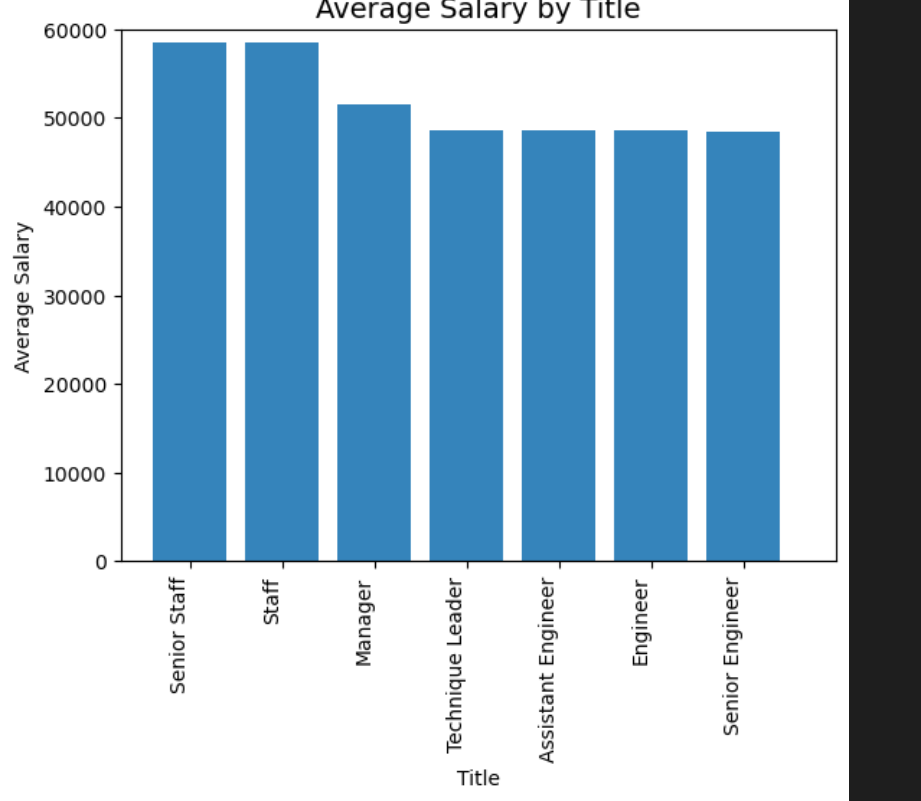 Average Salary by Title
60000
50000
40000
30000
20000
10000
0
Average Salary
Senior Staff
Staff
Manager
Technique Leader
Assistant Engineer
Engineer
Senior Engineer
Title